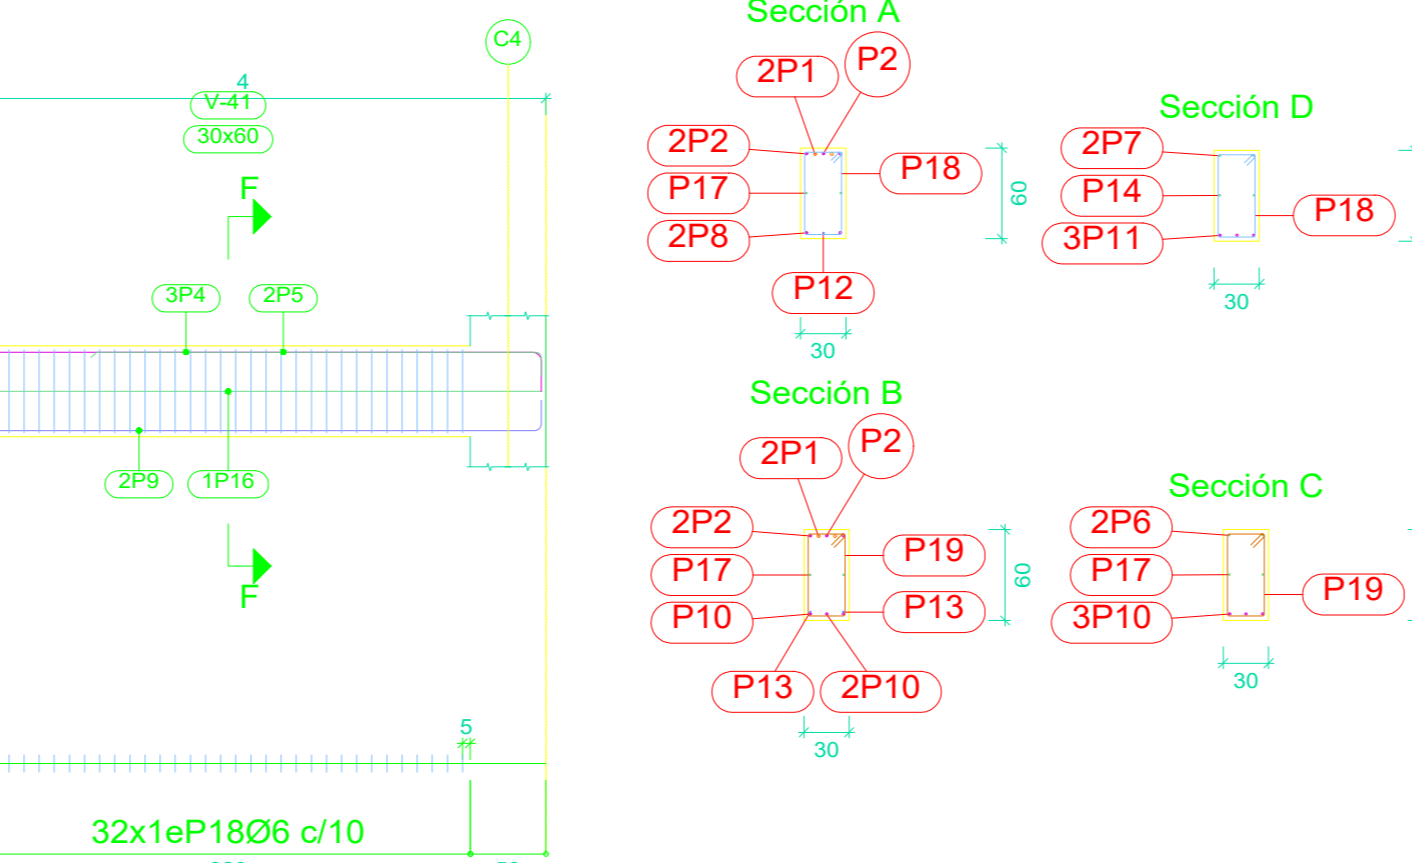 C4
4
V-41
30x60
F
3P4
2P5
2P9
1P16
F
5
32x1eP18Ø6 c/10
Sección A
2P1
P2
2P2
P17
2P8
P18
P12
60
30
Sección D
2P7
P14
3P11
P18
30
Sección B
2P1
P2
2P2
P17
P10
P19
P13
P13
2P10
60
30
Sección C
2P6
P17
3P10
P19
30